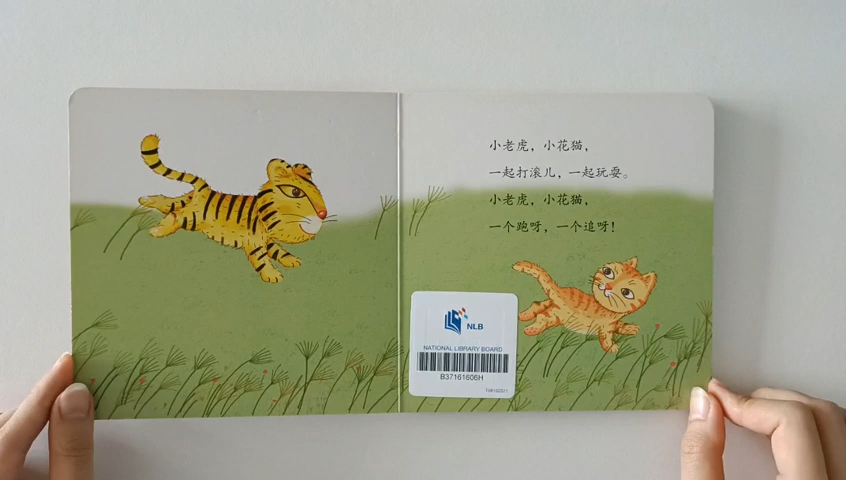 小老虎，小花猫，
一起打滚儿，一起玩耍。
小老虎，小花猫，
一个跑呀，一个追呀！
NLB
NATIONAL LIBRARY BOARD
B37161606H